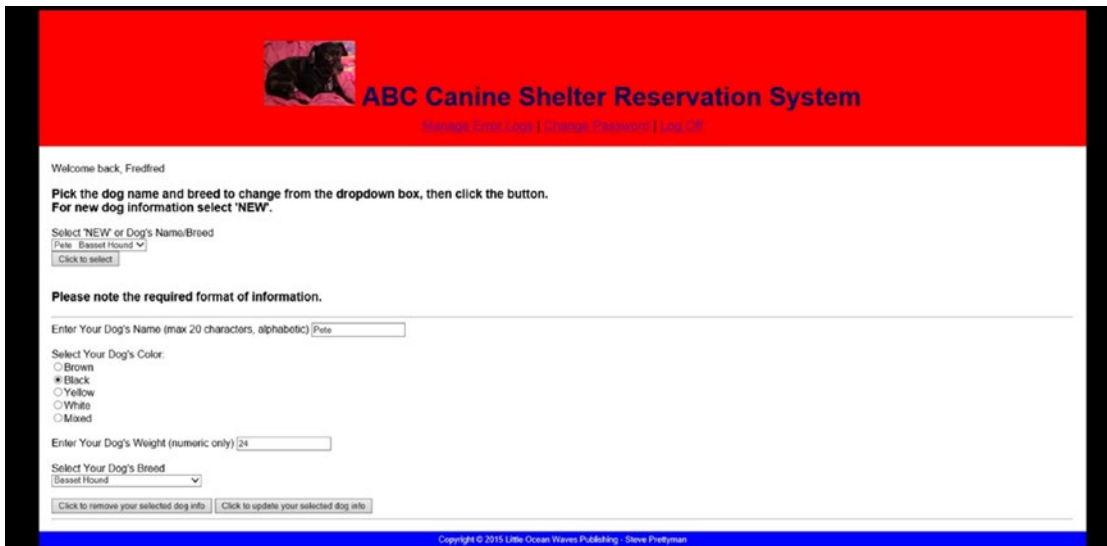 ABC Canine Shelter Reservation System
Manage Error Logs | Change Password | Log Off
Welcome back, Fredfred
Pick the dog name and breed to change from the dropdown box, then click the button.
For new dog information select 'NEW'.
Select 'NEW' or Dog's Name/Breed
Pete Basset Hound
Click to select
Please note the required format of information.
Enter Your Dog's Name (max 20 characters, alphabetic) Pete
Select Your Dog's Color:
Brown
Black
Yellow
White
Mixed
Enter Your Dog's Weight (numeric only) 24
Select Your Dog's Breed
Basset Hound
Click to remove your selected dog info Click to update your selected dog info
Copyright © 2015 Little Ocean Waves Publishing - Steve Prettyman